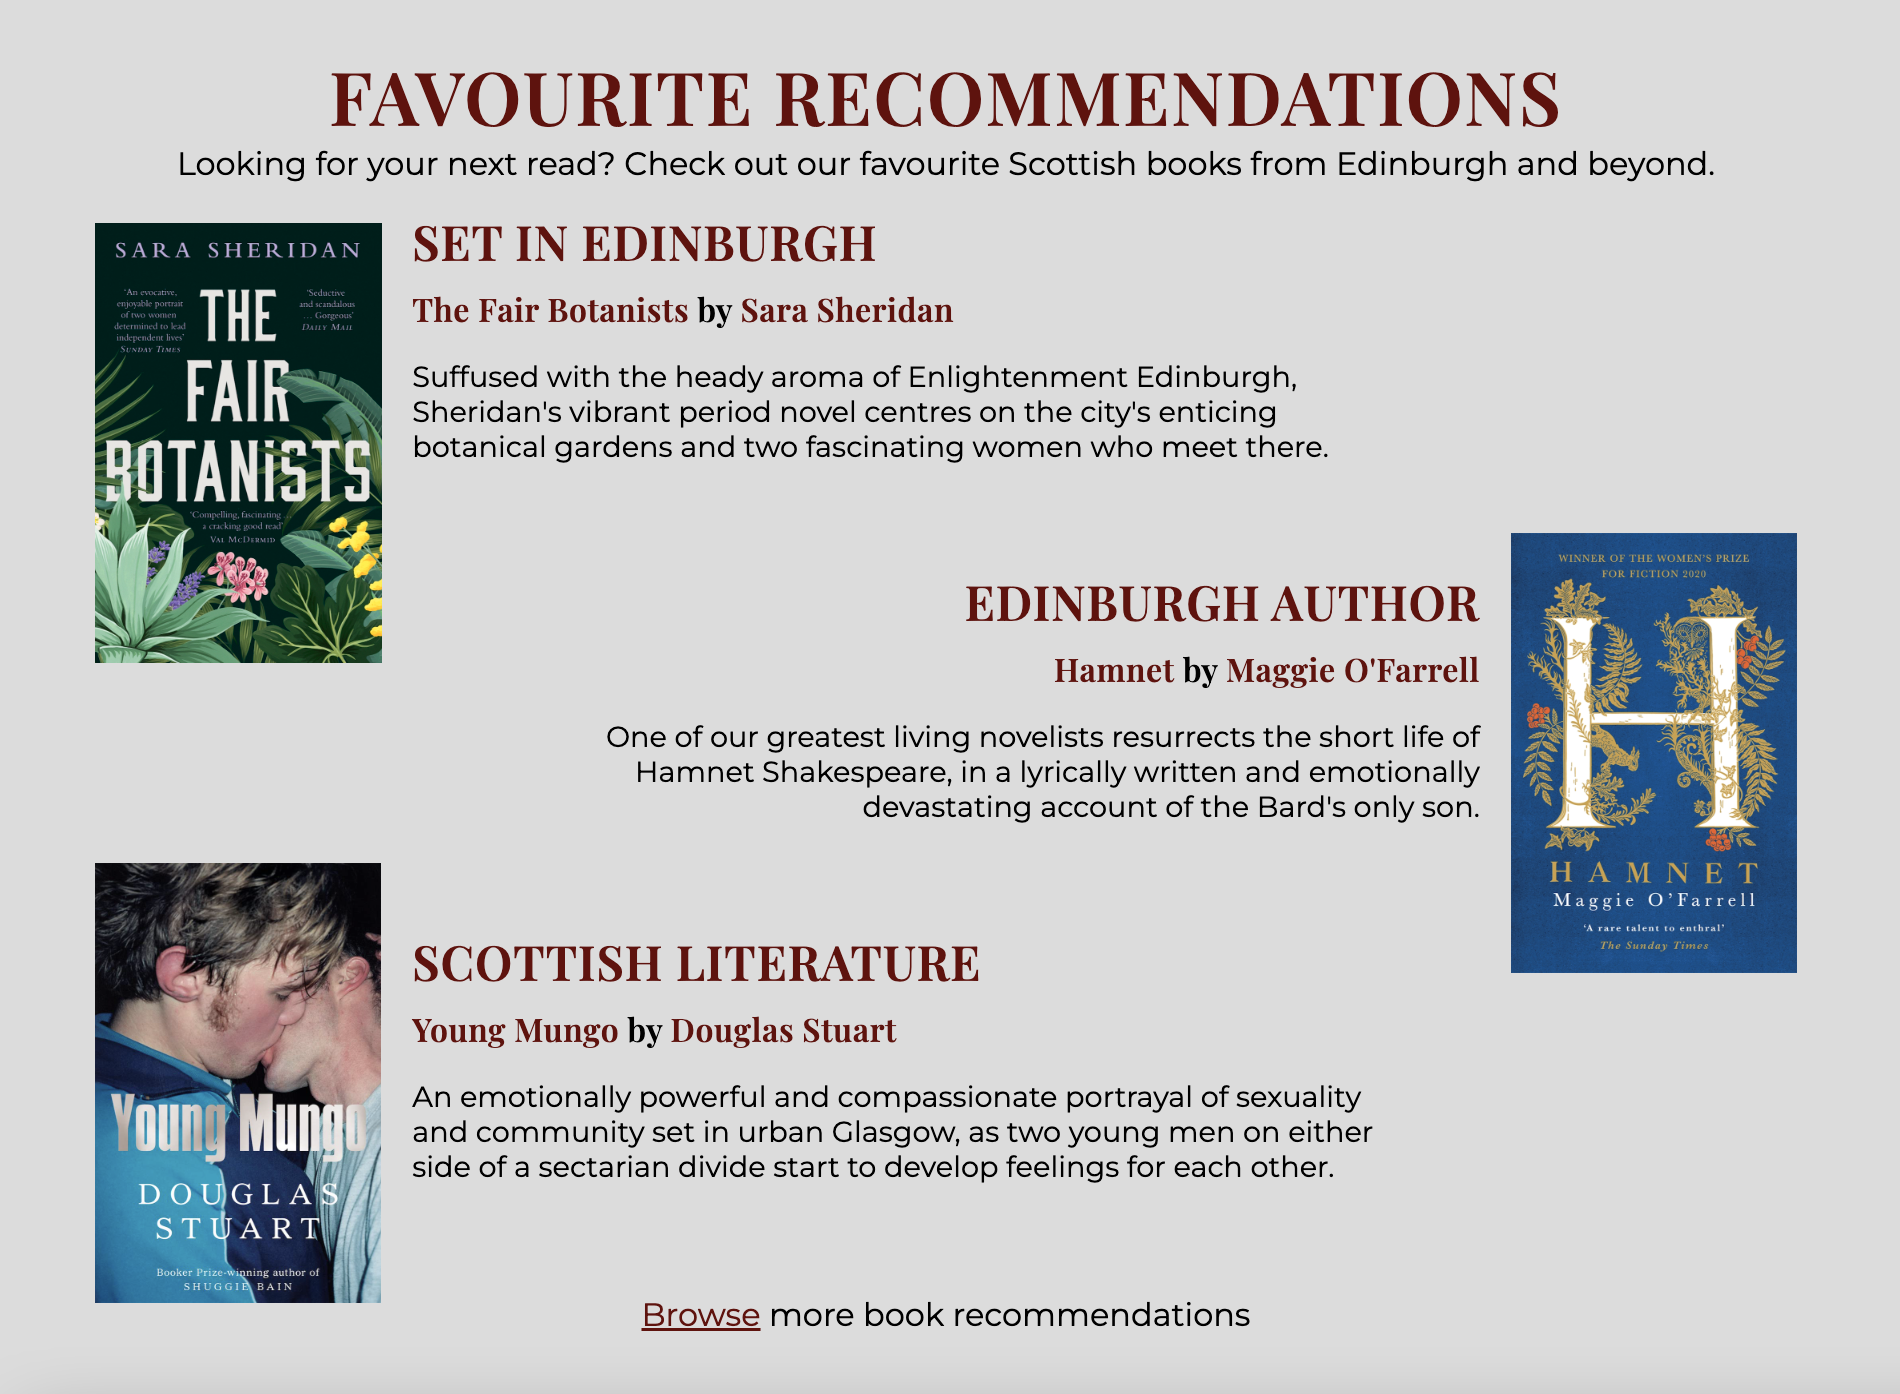 FAVOURITE RECOMMENDATIONS
Looking for your next read? Check out our favourite Scottish books from Edinburgh and beyond.
SARA SHERIDAN
'An evocative,
enjoyable portrait
of two women
determined to lead
independent lives'
SUNDAY TIMES
'Seductive
and scandalous
... Gorgeous'
DAILY MAIL
THE
FAIR
BOTANISTS
'Compelling, fascinating ...
a cracking good read'
VAL MCDERMID
SET IN EDINBURGH
The Fair Botanists by Sara Sheridan
Suffused with the heady aroma of Enlightenment Edinburgh,
Sheridan's vibrant period novel centres on the city's enticing
botanical gardens and two fascinating women who meet there.
EDINBURGH AUTHOR
Hamnet by Maggie O'Farrell
One of our greatest living novelists resurrects the short life of
Hamnet Shakespeare, in a lyrically written and emotionally
devastating account of the Bard's only son.
WINNER OF THE WOMEN'S PRIZE
FOR FICTION 2020
H
HAMNET
Maggie O'Farrell
'A rare talent to enthral'
The Sunday Times
Young Mungo
DOUGLAS
STUART
Booker Prize-winning author of
SHUGGIE BAIN
SCOTTISH LITERATURE
Young Mungo by Douglas Stuart
An emotionally powerful and compassionate portrayal of sexuality
and community set in urban Glasgow, as two young men on either
side of a sectarian divide start to develop feelings for each other.
Browse more book recommendations